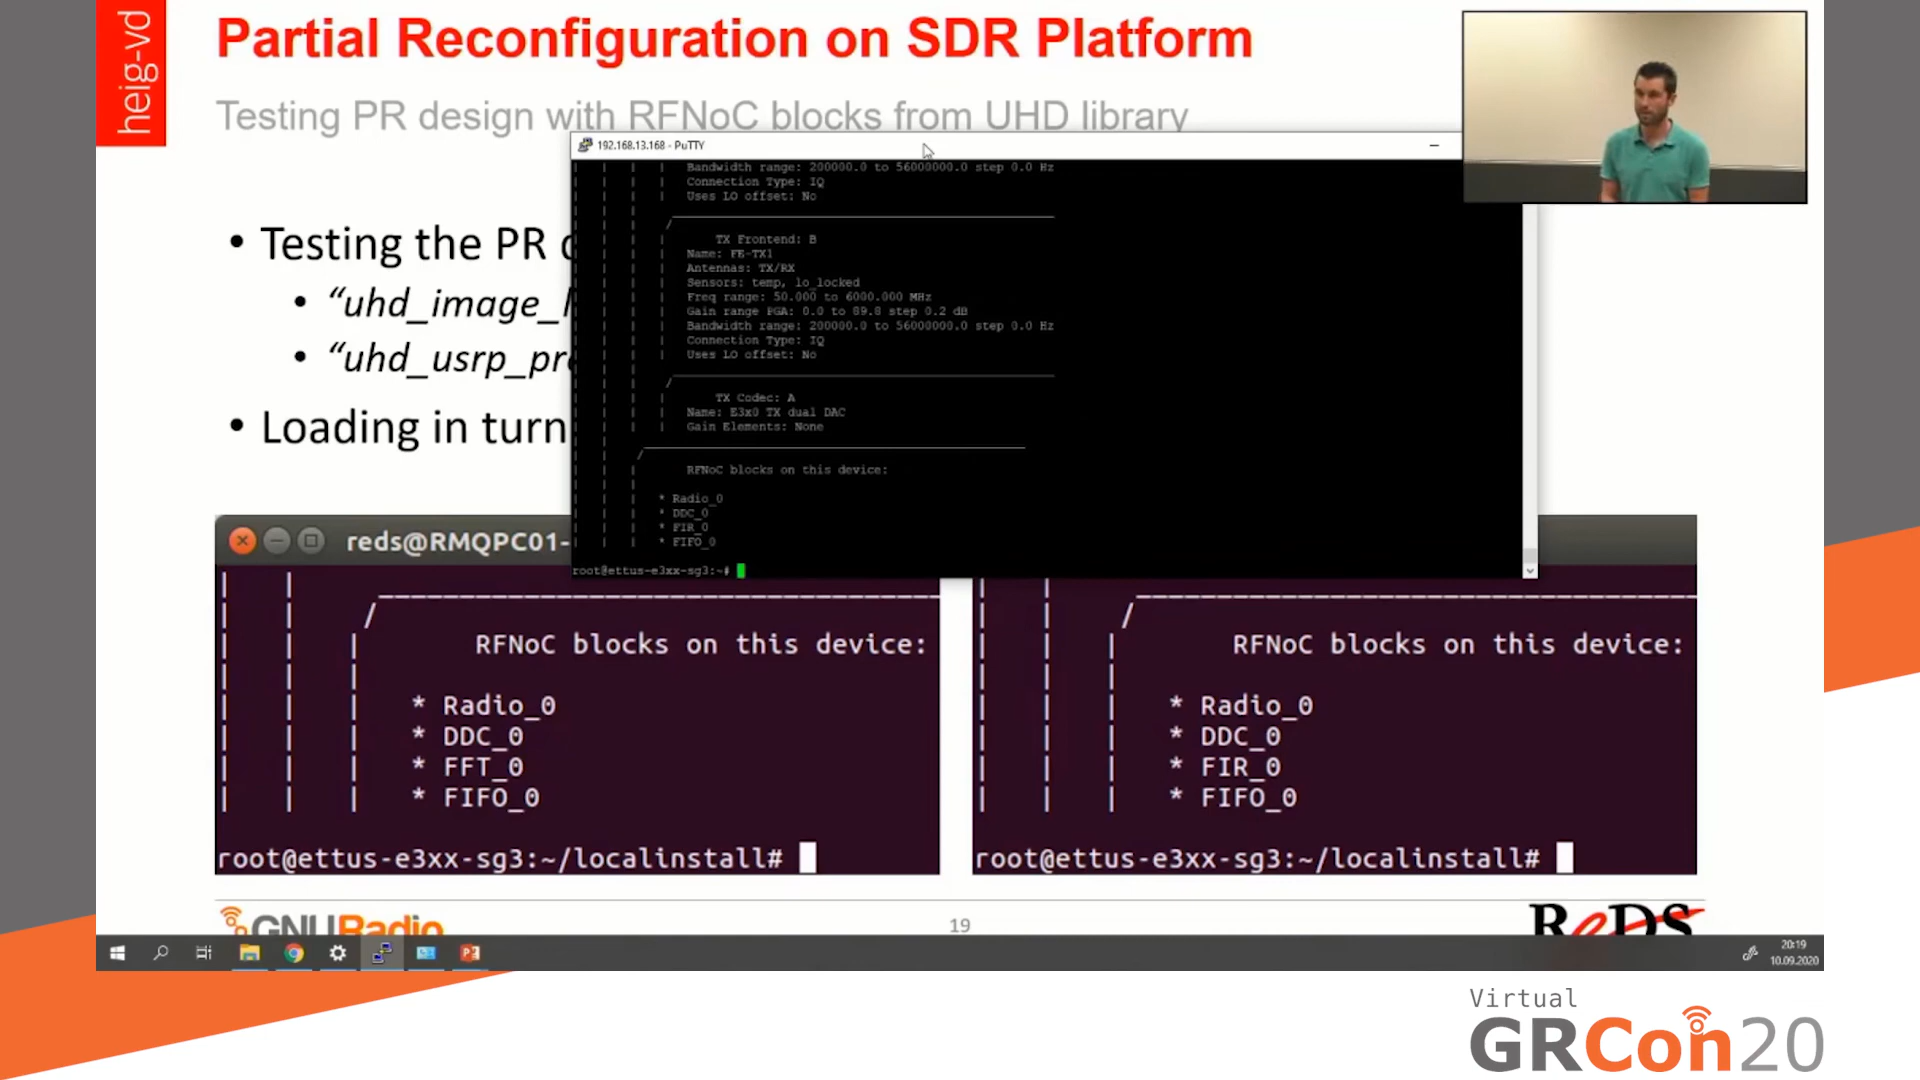 heig-vd
Partial Reconfiguration on SDR Platform
Testing PR design with RFNoC blocks from UHD library
192.168.13.168 - PuTTY
Bandwidth range: 200000.0 to 56000000.0 step 0.0 Hz
Connection Type: IQ
Uses LO offset: No
TX Frontend: B
Name: FE-TX1
Antennas: TX/RX
Sensors: temp, lo_locked
Freq range: 50.000 to 6000.000 MHz
Gain range PGA: 0.0 to 89.8 step 0.2 dB
Bandwidth range: 200000.0 to 56000000.0 step 0.0 Hz
Connection Type: IQ
Uses LO offset: No
TX Codec: A
Name: E3x0 TX dual DAC
Gain Elements: None
RFNoC blocks on this device:
* Radio_0
* DDC_0
* FIR_0
* FIFO_0
root@ettus-e3xx-sg3:~#
• Testing the PR
• “uhd_image_
• “uhd_usrp_pr
• Loading in turn
reds@RMQPC01-
RFNoC blocks on this device:
* Radio_0
* DDC_0
* FFT_0
* FIFO_0
root@ettus-e3xx-sg3:~/localinstall#
RFNoC blocks on this device:
* Radio_0
* DDC_0
* FIR_0
* FIFO_0
root@ettus-e3xx-sg3:~/localinstall#
GNURadio
19
ReDS
20:19
10.09.2020
Virtual
GRCon20